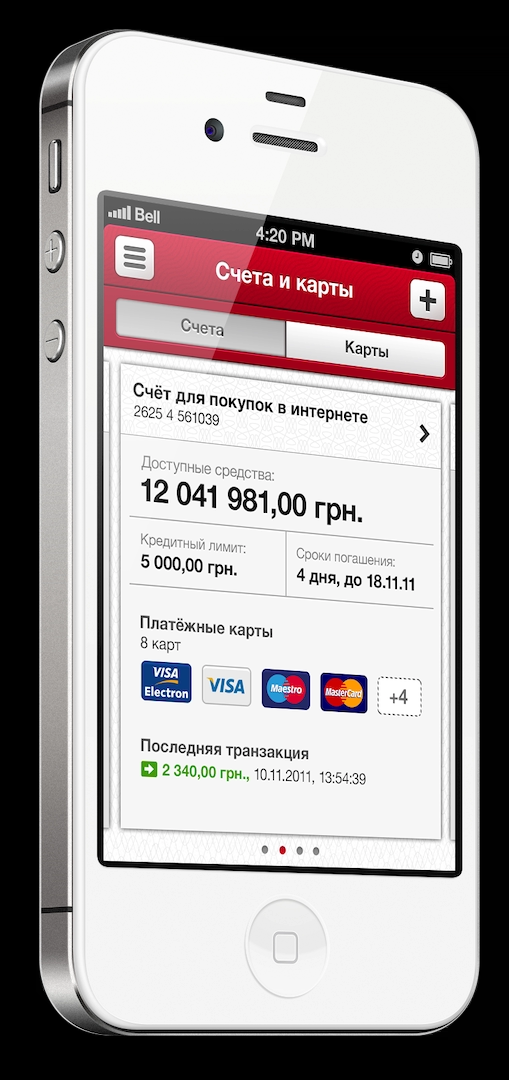 Bell
4:20 PM
Счета и карты
Счета
Карты
Счёт для покупок в интернете
2625 4 561039
Доступные средства:
12 041 981,00 грн.
Кредитный лимит:
5 000,00 грн.
Сроки погашения:
4 дня, до 18.11.11
Платёжные карты
8 карт
VISA
Electron
VISA
Maestro
MasterCard
+4
Последняя транзакция
2 340,00 грн., 10.11.2011, 13:54:39